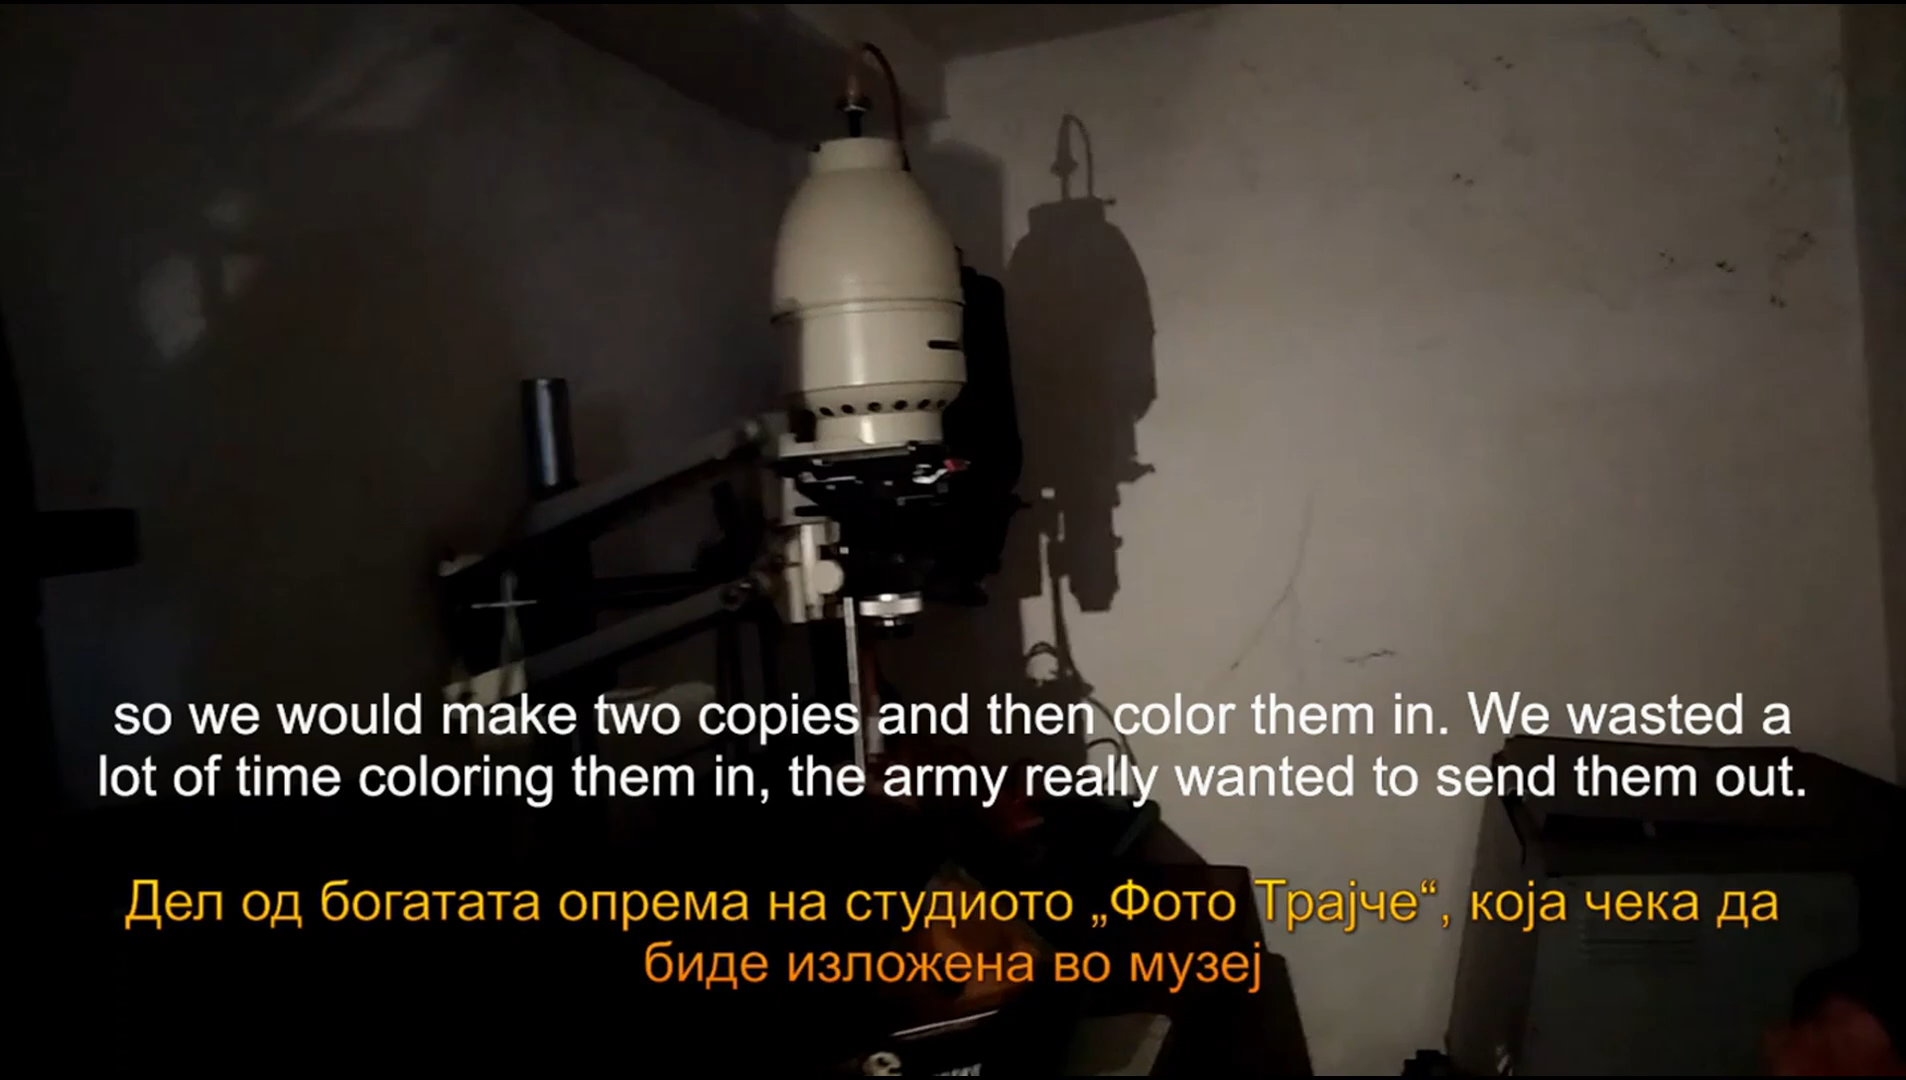 so we would make two copies and then color them in. We wasted a
lot of time coloring them in, the army really wanted to send them out.
Дел од богатата опрема на студиото „Фото Трајче“, која чека да
биде изложена во музеј